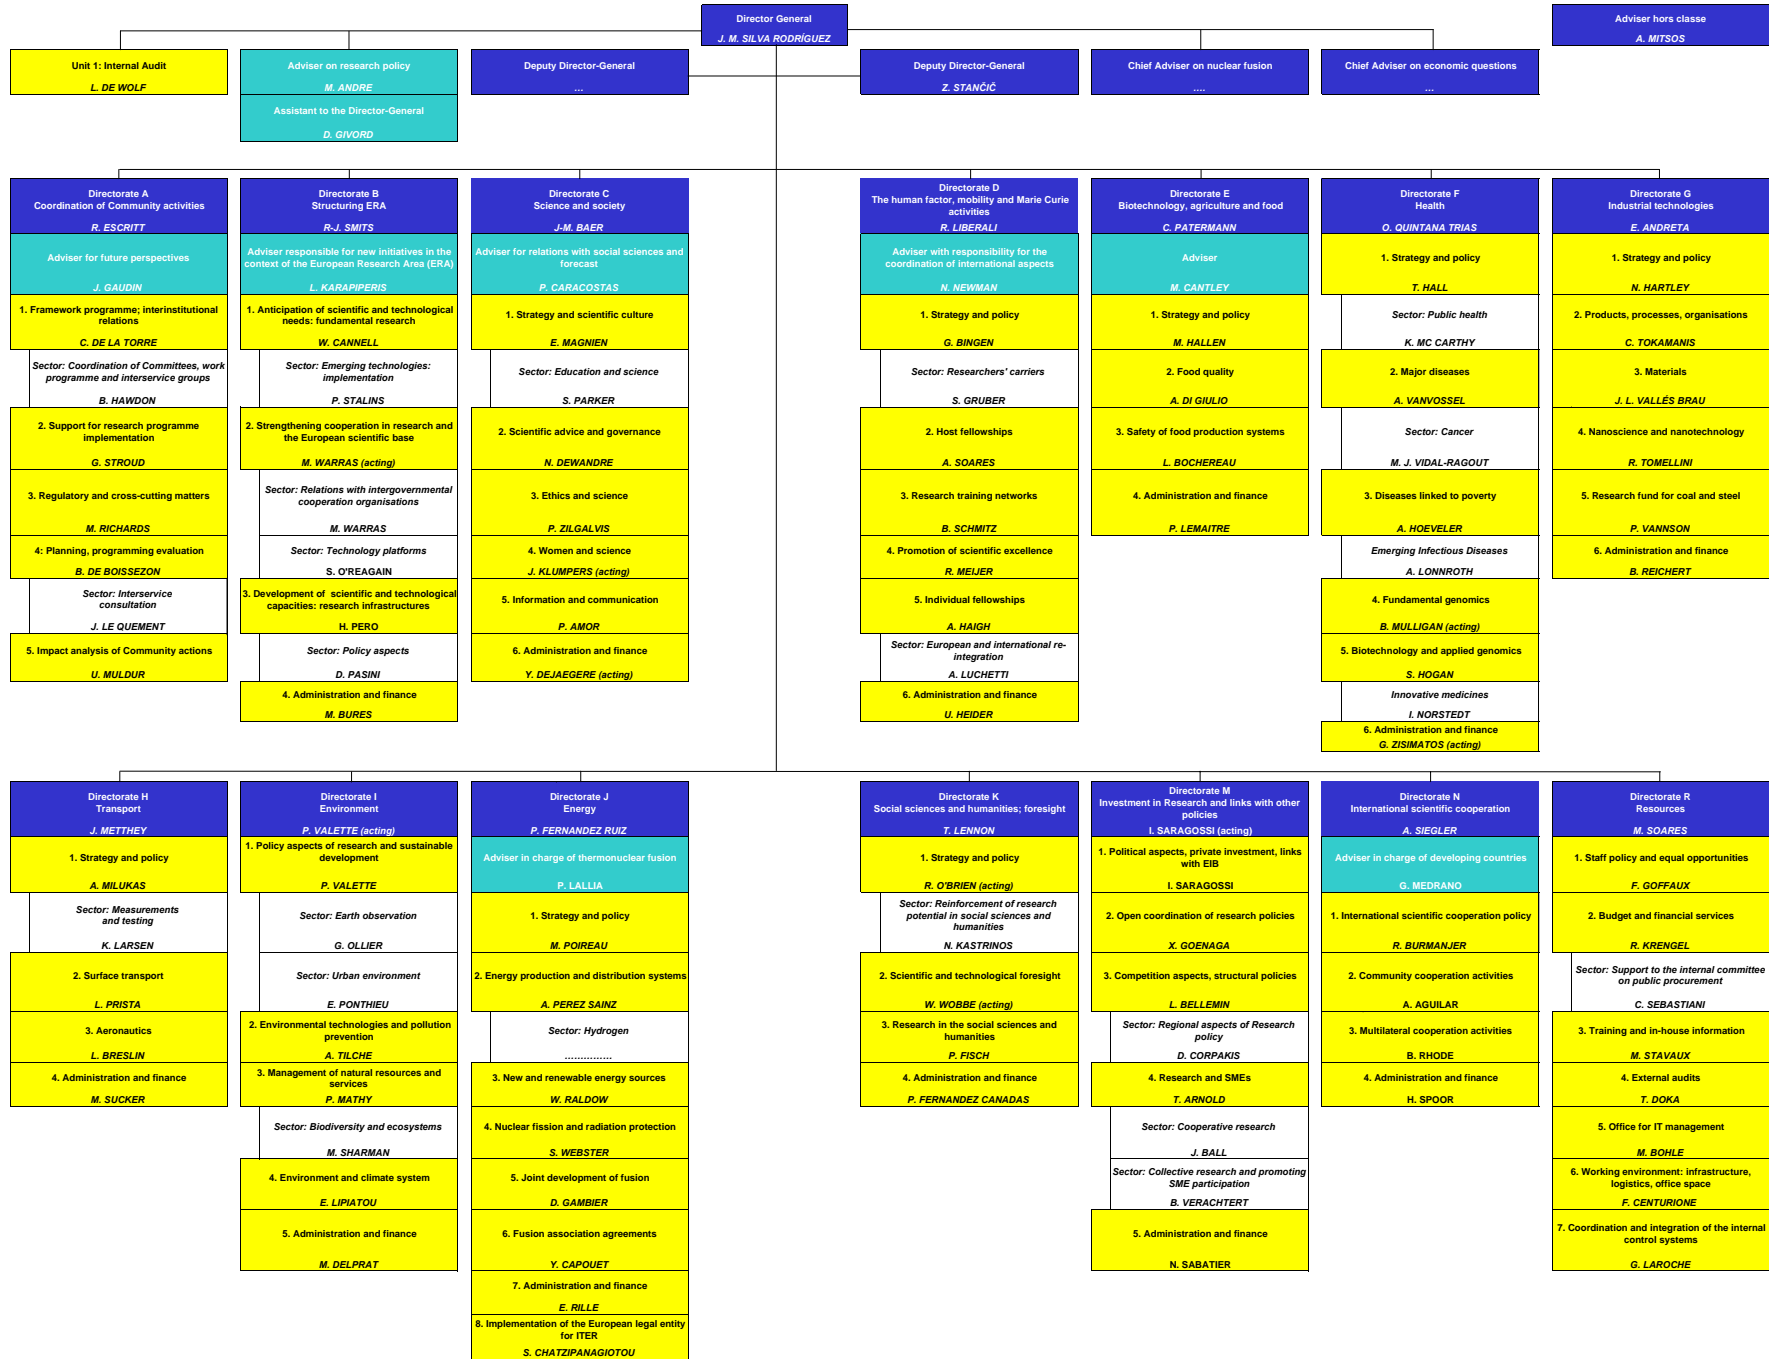 Director General
J. M. SILVA RODRÍGUEZ
Adviser hors classe
A. MITSOS
Unit 1: Internal Audit
L. DE WOLF
Adviser on research policy
M. ANDRE
Assistant to the Director-General
D. GIVORD
Deputy Director-General
...
Deputy Director-General
Z. STANČIČ
Chief Adviser on nuclear fusion
....
Chief Adviser on economic questions
...
Directorate A
Coordination of Community activities
R. ESCRITT
Adviser for future perspectives
J. GAUDIN
1. Framework programme; interinstitutional
relations
C. DE LA TORRE
Sector: Coordination of Committees, work
programme and interservice groups
B. HAWDON
2. Support for research programme
implementation
G. STROUD
3. Regulatory and cross-cutting matters
M. RICHARDS
4: Planning, programming evaluation
B. DE BOISSEZON
Sector: Interservice
consultation
J. LE QUEMENT
5. Impact analysis of Community actions
U. MULDUR
Directorate B
Structuring ERA
R-J. SMITS
Adviser responsible for new initiatives in the
context of the European Research Area (ERA)
L. KARAPIPERIS
1. Anticipation of scientific and technological
needs: fundamental research
W. CANNELL
Sector: Emerging technologies:
implementation
P. STALINS
2. Strengthening cooperation in research and
the European scientific base
M. WARRAS (acting)
Sector: Relations with intergovernmental
cooperation organisations
M. WARRAS
Sector: Technology platforms
S. O'REAGAIN
3. Development of scientific and technological
capacities: research infrastructures
H. PERO
Sector: Policy aspects
D. PASINI
4. Administration and finance
M. BURES
Directorate C
Science and society
J-M. BAER
Adviser for relations with social sciences and
forecast
P. CARACOSTAS
1. Strategy and scientific culture
E. MAGNIEN
Sector: Education and science
S. PARKER
2. Scientific advice and governance
N. DEWANDRE
3. Ethics and science
P. ZILGALVIS
4. Women and science
J. KLUMPERS (acting)
5. Information and communication
P. AMOR
6. Administration and finance
Y. DEJAEGERE (acting)
Directorate D
The human factor, mobility and Marie Curie
activities
R. LIBERALI
Adviser with responsibility for the
coordination of international aspects
N. NEWMAN
1. Strategy and policy
G. BINGEN
Sector: Researchers' carriers
S. GRUBER
2. Host fellowships
A. SOARES
3. Research training networks
B. SCHMITZ
4. Promotion of scientific excellence
R. MEIJER
5. Individual fellowships
A. HAIGH
Sector: European and international re-
integration
A. LUCHETTI
6. Administration and finance
U. HEIDER
Directorate E
Biotechnology, agriculture and food
C. PATERMANN
Adviser
M. CANTLEY
1. Strategy and policy
M. HALLEN
2. Food quality
A. DI GIULIO
3. Safety of food production systems
L. BOCHEREAU
4. Administration and finance
P. LEMAITRE
Directorate F
Health
O. QUINTANA TRIAS
1. Strategy and policy
T. HALL
Sector: Public health
K. MC CARTHY
2. Major diseases
A. VANVOSSEL
Sector: Cancer
M. J. VIDAL-RAGOUT
3. Diseases linked to poverty
A. HOEVELER
Emerging Infectious Diseases
A. LONNROTH
4. Fundamental genomics
B. MULLIGAN (acting)
5. Biotechnology and applied genomics
S. HOGAN
Innovative medicines
I. NORSTEDT
6. Administration and finance
G. ZISIMATOS (acting)
Directorate G
Industrial technologies
E. ANDRETA
1. Strategy and policy
N. HARTLEY
2. Products, processes, organisations
C. TOKAMANIS
3. Materials
J. L. VALLÉS BRAU
4. Nanoscience and nanotechnology
R. TOMELLINI
5. Research fund for coal and steel
P. VANNSON
6. Administration and finance
B. REICHERT
Directorate H
Transport
J. METTHEY
1. Strategy and policy
A. MILUKAS
Sector: Measurements
and testing
K. LARSEN
2. Surface transport
L. PRISTA
3. Aeronautics
L. BRESLIN
4. Administration and finance
M. SUCKER
Directorate I
Environment
P. VALETTE (acting)
1. Policy aspects of research and sustainable
development
P. VALETTE
Sector: Earth observation
G. OLLIER
Sector: Urban environment
E. PONTHIEU
2. Environmental technologies and pollution
prevention
A. TILCHE
3. Management of natural resources and
services
P. MATHY
Sector: Biodiversity and ecosystems
M. SHARMAN
4. Environment and climate system
E. LIPIATOU
5. Administration and finance
M. DELPRAT
Directorate J
Energy
P. FERNANDEZ RUIZ
Adviser in charge of thermonuclear fusion
P. LALLIA
1. Strategy and policy
M. POIREAU
2. Energy production and distribution systems
A. PEREZ SAINZ
Sector: Hydrogen
..............
3. New and renewable energy sources
W. RALDOW
4. Nuclear fission and radiation protection
S. WEBSTER
5. Joint development of fusion
D. GAMBIER
6. Fusion association agreements
Y. CAPOUET
7. Administration and finance
E. RILLE
8. Implementation of the European legal entity
for ITER
S. CHATZIPANAGIOTOU
Directorate K
Social sciences and humanities; foresight
T. LENNON
1. Strategy and policy
R. O'BRIEN (acting)
Sector: Reinforcement of research
potential in social sciences and
humanities
N. KASTRINOS
2. Scientific and technological foresight
W. WOBBE (acting)
3. Research in the social sciences and
humanities
P. FISCH
4. Administration and finance
P. FERNANDEZ CANADAS
Directorate M
Investment in Research and links with other
policies
I. SARAGOSSI (acting)
1. Political aspects, private investment, links
with EIB
I. SARAGOSSI
2. Open coordination of research policies
X. GOENAGA
3. Competition aspects, structural policies
L. BELLEMIN
Sector: Regional aspects of Research
policy
D. CORPAKIS
4. Research and SMEs
T. ARNOLD
Sector: Cooperative research
J. BALL
Sector: Collective research and promoting
SME participation
B. VERACHTERT
5. Administration and finance
N. SABATIER
Directorate N
International scientific cooperation
A. SIEGLER
Adviser in charge of developing countries
G. MEDRANO
1. International scientific cooperation policy
R. BURMANJER
2. Community cooperation activities
A. AGUILAR
3. Multilateral cooperation activities
B. RHODE
4. Administration and finance
H. SPOOR
Directorate R
Resources
M. SOARES
1. Staff policy and equal opportunities
F. GOFFAUX
2. Budget and financial services
R. KRENGEL
Sector: Support to the internal committee
on public procurement
C. SEBASTIANI
3. Training and in-house information
M. STAVAUX
4. External audits
T. DOKA
5. Office for IT management
M. BOHLE
6. Working environment: infrastructure,
logistics, office space
F. CENTURIONE
7. Coordination and integration of the internal
control systems
G. LAROCHE